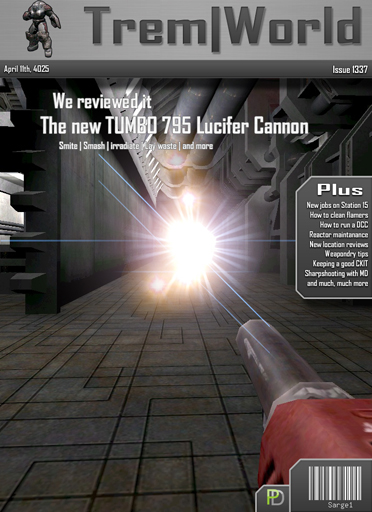 Trem|World
April 11th, 4025
Issue 1337
We reviewed it
The new TUMBO 795 Lucifer Cannon
Smite | Smash | irradiate | Lay waste | and more
Plus
New jobs on Station 15
How to clean flamers
How to run a DCC
Reactor maintanance
New location reviews
Weapondry tips
Keeping a good CKIT
Sharpshooting with MD
and much, much more
PD
Sarge1